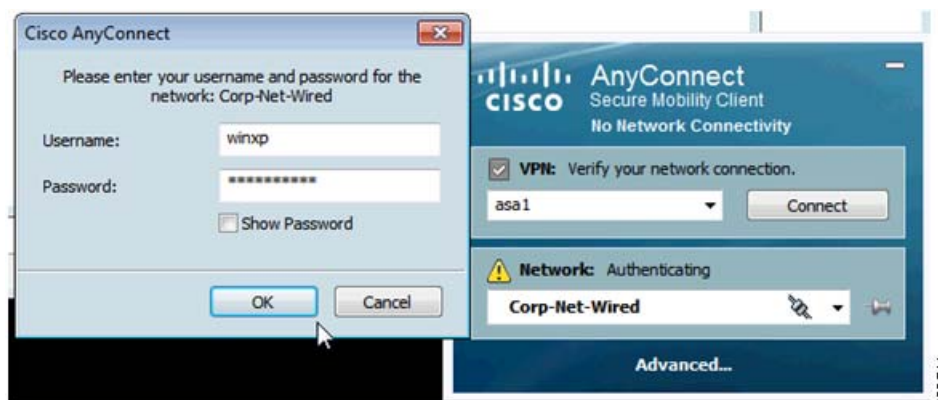 Cisco AnyConnect
Please enter your username and password for the
network: Corp-Net-Wired
Username:
winxp
Password:
**********
Show Password
OK
Cancel
CISCO
AnyConnect
Secure Mobility Client
No Network Connectivity
VPN: Verify your network connection.
asa1
Connect
Network: Authenticating
Corp-Net-Wired
Advanced...